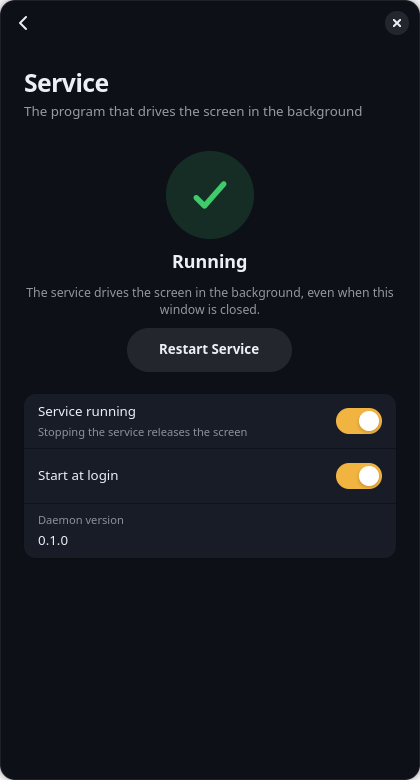 Service
The program that drives the screen in the background
Running
The service drives the screen in the background, even when this
window is closed.
Restart Service
Service running
Stopping the service releases the screen
Start at login
Daemon version
0.1.0